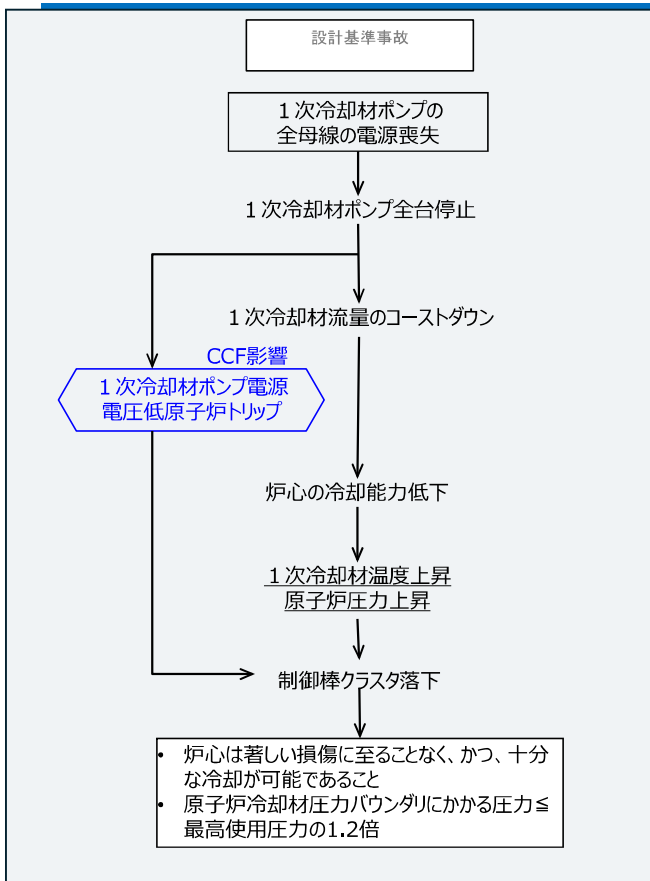 設計基準事故
１次冷却材ポンプの
全母線の電源喪失
１次冷却材ポンプ全台停止
１次冷却材流量のコーストダウン
CCF影響
１次冷却材ポンプ電源
電圧低原子炉トリップ
炉心の冷却能力低下
１次冷却材温度上昇
原子炉圧力上昇
制御棒クラスタ落下
• 炉心は著しい損傷に至ることなく、かつ、十分
な冷却が可能であること
• 原子炉冷却材圧力バウンダリにかかる圧力≦
最高使用圧力の1.2倍